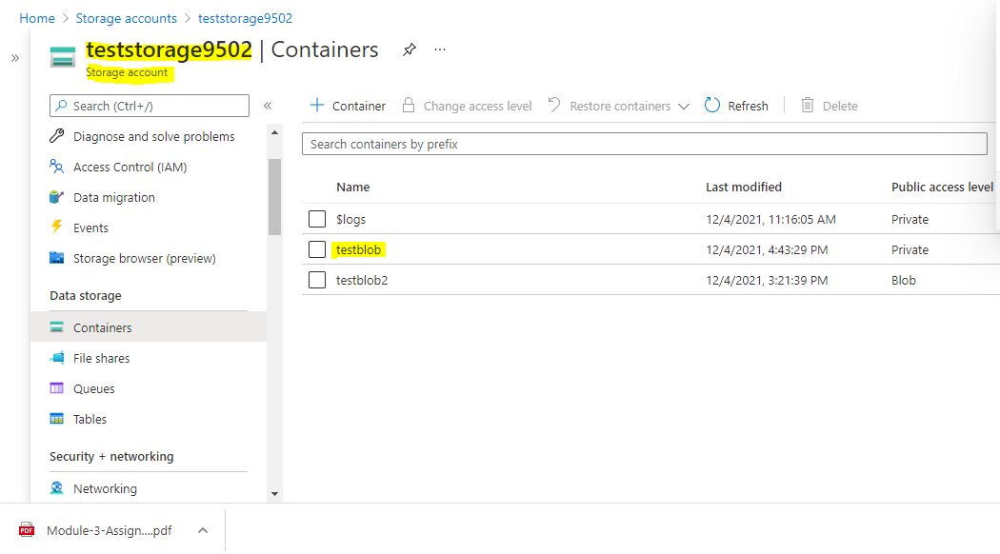 Home > Storage accounts > teststorage9502
»
teststorage9502 | Containers ...
Storage account
Search (Ctrl+/) «
Diagnose and solve problems
Access Control (IAM)
Data migration
Events
Storage browser (preview)
Data storage
Containers
File shares
Queues
Tables
Security + networking
Networking
+ Container Change access level Restore containers Refresh Delete
Search containers by prefix
Name Last modified Public access level
$logs 12/4/2021, 11:16:05 AM Private
testblob 12/4/2021, 4:43:29 PM Private
testblob2 12/4/2021, 3:21:39 PM Blob
PDF Module-3-Assign....pdf